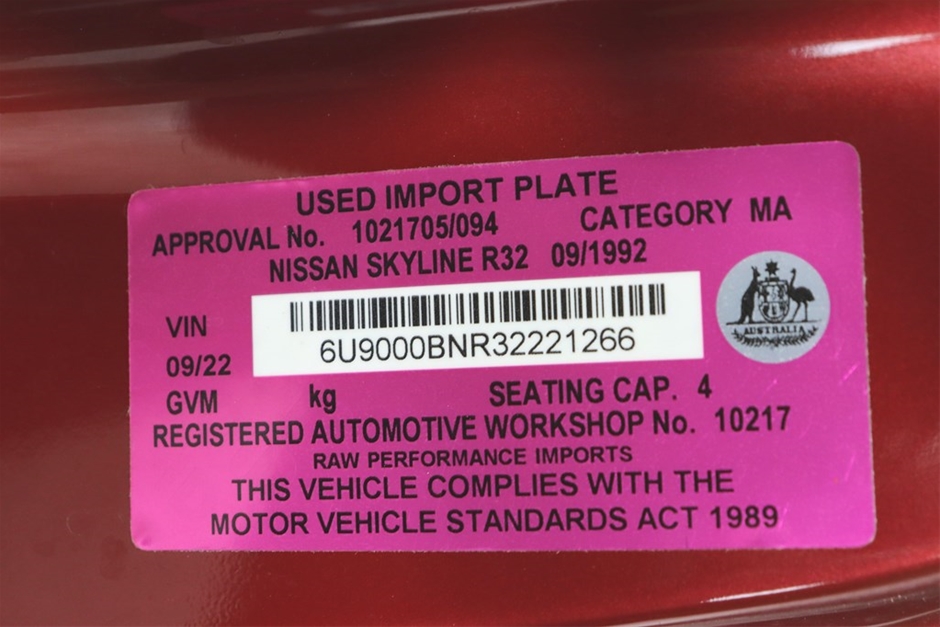 USED IMPORT PLATE
APPROVAL No. 1021705/094 CATEGORY MA
NISSAN SKYLINE R32 09/1992
VIN 6U9000BNR32221266
09/22
AUSTRALIA
GVM kg SEATING CAP. 4
REGISTERED AUTOMOTIVE WORKSHOP No. 10217
RAW PERFORMANCE IMPORTS
THIS VEHICLE COMPLIES WITH THE
MOTOR VEHICLE STANDARDS ACT 1989